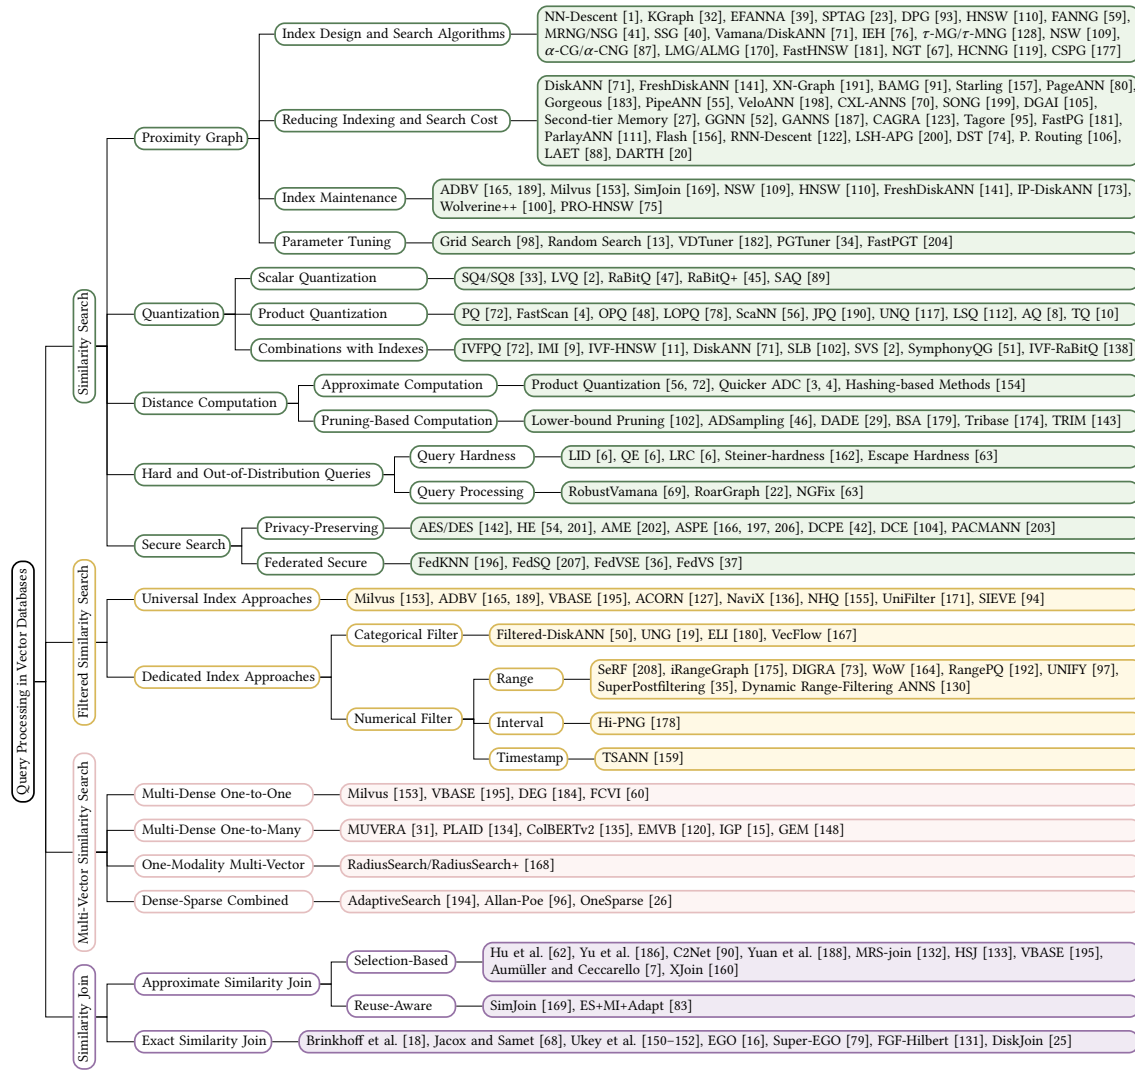 Query Processing in Vector Databases
Similarity Search
Proximity Graph
Index Design and Search Algorithms
NN-Descent [1], KGraph [32], EFANNA [39], SPTAG [23], DPG [93], HNSW [110], FANNG [59],
MRNG/NSG [41], SSG [40], Vamana/DiskANN [71], IEH [76], τ-MG/τ-MNG [128], NSW [109],
α-CG/α-CNG [87], LMG/ALMG [170], FastHNSW [181], NGT [67], HCNNG [119], CSPG [177]
Reducing Indexing and Search Cost
DiskANN [71], FreshDiskANN [141], XN-Graph [191], BAMG [91], Starling [157], PageANN [80],
Gorgeous [183], PipeANN [55], VeloANN [198], CXL-ANNS [70], SONG [199], DGAI [105],
Second-tier Memory [27], GGNN [52], GANNS [187], CAGRA [123], Tagore [95], FastPG [181],
ParlayANN [111], Flash [156], RNN-Descent [122], LSH-APG [200], DST [74], P. Routing [106],
LAET [88], DARTH [20]
Index Maintenance
ADBV [165, 189], Milvus [153], SimJoin [169], NSW [109], HNSW [110], FreshDiskANN [141], IP-DiskANN [173],
Wolverine++ [100], PRO-HNSW [75]
Parameter Tuning
Grid Search [98], Random Search [13], VDTuner [182], PGTuner [34], FastPGT [204]
Quantization
Scalar Quantization
SQ4/SQ8 [33], LVQ [2], RaBitQ [47], RaBitQ+ [45], SAQ [89]
Product Quantization
PQ [72], FastScan [4], OPQ [48], LOPQ [78], ScaNN [56], JPQ [190], UNQ [117], LSQ [112], AQ [8], TQ [10]
Combinations with Indexes
IVFPQ [72], IMI [9], IVF-HNSW [11], DiskANN [71], SLB [102], SVS [2], SymphonyQG [51], IVF-RaBitQ [138]
Distance Computation
Approximate Computation
Product Quantization [56, 72], Quicker ADC [3, 4], Hashing-based Methods [154]
Pruning-Based Computation
Lower-bound Pruning [102], ADSampling [46], DADE [29], BSA [179], Tribase [174], TRIM [143]
Hard and Out-of-Distribution Queries
Query Hardness
LID [6], QE [6], LRC [6], Steiner-hardness [162], Escape Hardness [63]
Query Processing
RobustVamana [69], RoarGraph [22], NGFix [63]
Secure Search
Privacy-Preserving
AES/DES [142], HE [54, 201], AME [202], ASPE [166, 197, 206], DCPE [42], DCE [104], PACMANN [203]
Federated Secure
FedKNN [196], FedSQ [207], FedVSE [36], FedVS [37]
Filtered Similarity Search
Universal Index Approaches
Milvus [153], ADBV [165, 189], VBASE [195], ACORN [127], NaviX [136], NHQ [155], UniFilter [171], SIEVE [94]
Dedicated Index Approaches
Categorical Filter
Filtered-DiskANN [50], UNG [19], ELI [180], VecFlow [167]
Numerical Filter
Range
SeRF [208], iRangeGraph [175], DIGRA [73], WoW [164], RangePQ [192], UNIFY [97],
SuperPostfiltering [35], Dynamic Range-Filtering ANNS [130]
Interval
Hi-PNG [178]
Timestamp
TSANN [159]
Multi-Vector Similarity Search
Multi-Dense One-to-One
Milvus [153], VBASE [195], DEG [184], FCVI [60]
Multi-Dense One-to-Many
MUVERA [31], PLAID [134], ColBERTv2 [135], EMVB [120], IGP [15], GEM [148]
One-Modality Multi-Vector
RadiusSearch/RadiusSearch+ [168]
Dense-Sparse Combined
AdaptiveSearch [194], Allan-Poe [96], OneSparse [26]
Similarity Join
Approximate Similarity Join
Selection-Based
Hu et al. [62], Yu et al. [186], C2Net [90], Yuan et al. [188], MRS-join [132], HSJ [133], VBASE [195],
Aumüller and Ceccarello [7], XJoin [160]
Reuse-Aware
SimJoin [169], ES+MI+Adapt [83]
Exact Similarity Join
Brinkhoff et al. [18], Jacox and Samet [68], Ukey et al. [150–152], EGO [16], Super-EGO [79], FGF-Hilbert [131], DiskJoin [25]